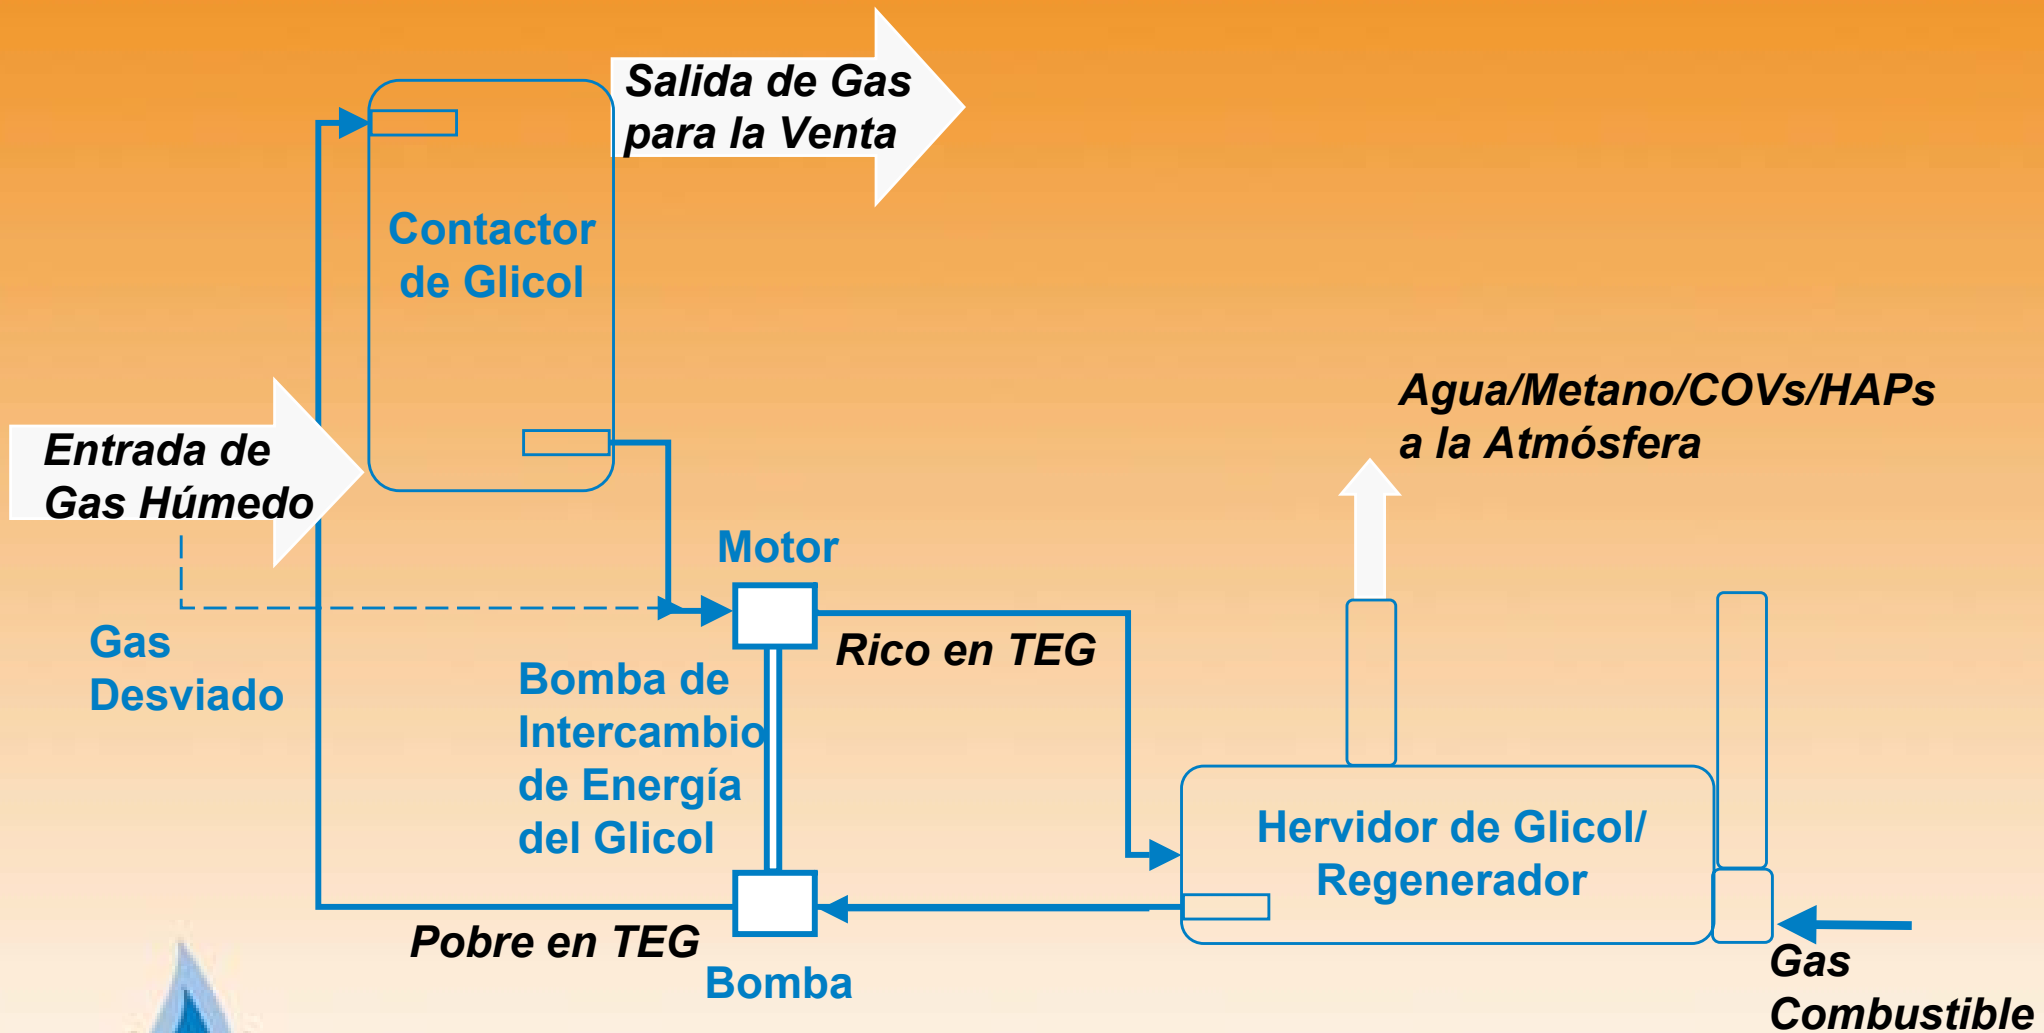 Salida de Gas
para la Venta
Contactor
de Glicol
Agua/Metano/COVs/HAPs
a la Atmósfera
Entrada de
Gas Húmedo
Motor
Gas
Desviado
Rico en TEG
Bomba de
Intercambio
de Energía
del Glicol
Hervidor de Glicol/
Regenerador
Pobre en TEG
Bomba
Gas
Combustible